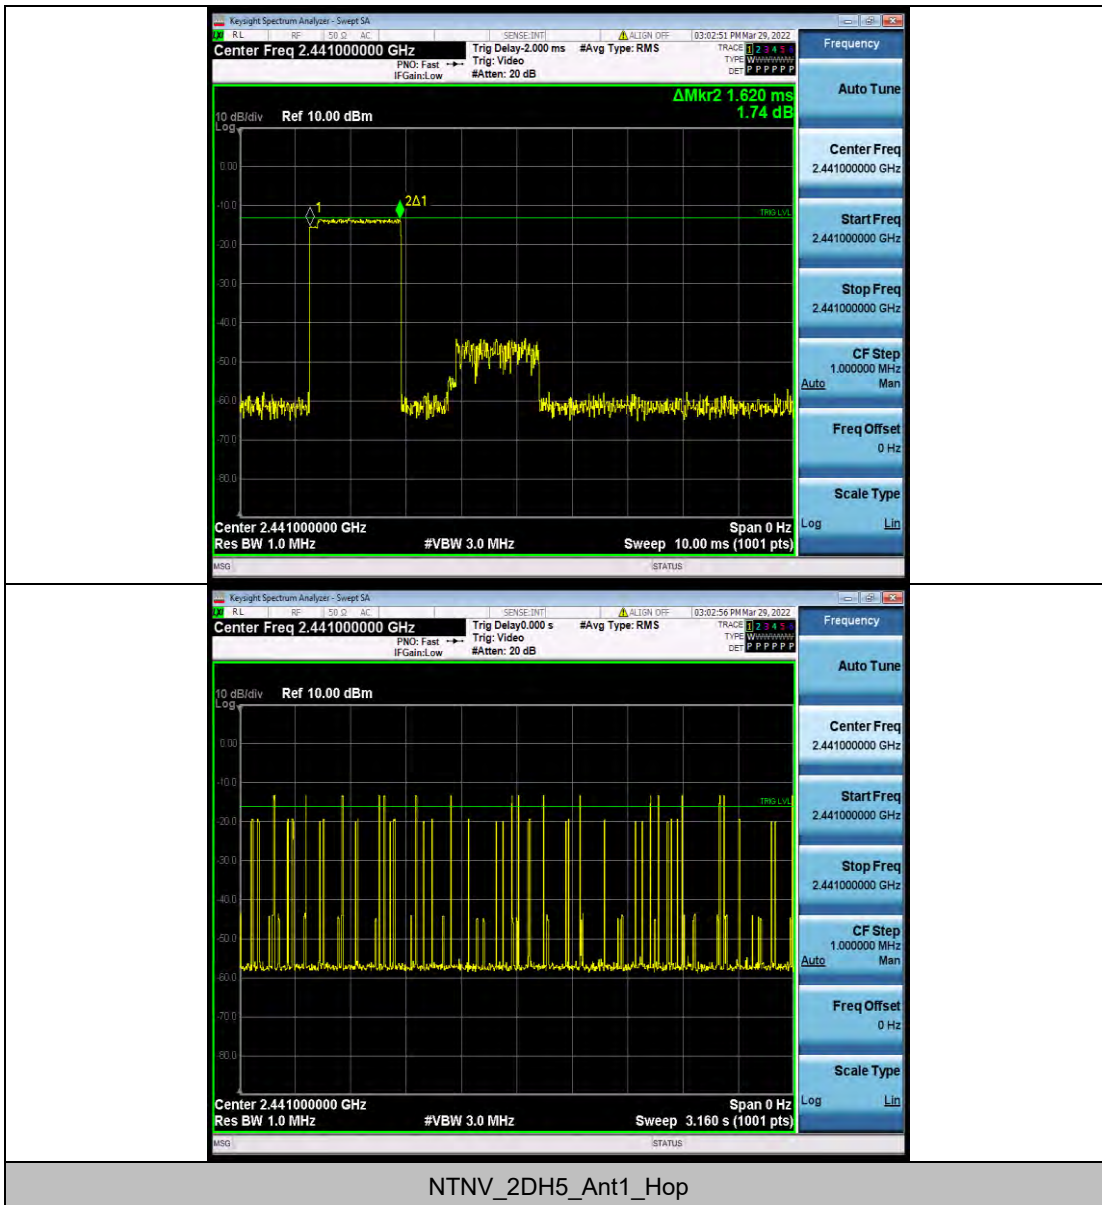 Keysight Spectrum Analyzer - Swept SA
RL RF 50 Ω AC SENSE:INT ALIGN OFF 03:02:51 PM Mar 29, 2022
Center Freq 2.441000000 GHz Trig Delay-2.000 ms #Avg Type: RMS TRACE 1 2 3 4 5 6
PNO: Fast Trig: Video TYPE WWWWWWW
IFGain:Low #Atten: 20 dB DET P P P P P P
ΔMkr2 1.620 ms
1.74 dB
10 dB/div Ref 10.00 dBm
Log
0.00
-10.0
-20.0
-30.0
-40.0
-50.0
-60.0
-70.0
-80.0
1
2Δ1
TRIG LVL
Center 2.441000000 GHz Span 0 Hz
Res BW 1.0 MHz #VBW 3.0 MHz Sweep 10.00 ms (1001 pts)
MSG STATUS
Frequency
Auto Tune
Center Freq
2.441000000 GHz
Start Freq
2.441000000 GHz
Stop Freq
2.441000000 GHz
CF Step
1.000000 MHz
Auto Man
Freq Offset
0 Hz
Scale Type
Log Lin
Keysight Spectrum Analyzer - Swept SA
RL RF 50 Ω AC SENSE:INT ALIGN OFF 03:02:56 PM Mar 29, 2022
Center Freq 2.441000000 GHz Trig Delay0.000 s #Avg Type: RMS TRACE 1 2 3 4 5 6
PNO: Fast Trig: Video TYPE WWWWWWW
IFGain:Low #Atten: 20 dB DET P P P P P P
10 dB/div Ref 10.00 dBm
Log
0.00
-10.0
-20.0
-30.0
-40.0
-50.0
-60.0
-70.0
-80.0
TRIG LVL
Center 2.441000000 GHz Span 0 Hz
Res BW 1.0 MHz #VBW 3.0 MHz Sweep 3.160 s (1001 pts)
MSG STATUS
Frequency
Auto Tune
Center Freq
2.441000000 GHz
Start Freq
2.441000000 GHz
Stop Freq
2.441000000 GHz
CF Step
1.000000 MHz
Auto Man
Freq Offset
0 Hz
Scale Type
Log Lin
NTNV_2DH5_Ant1_Hop